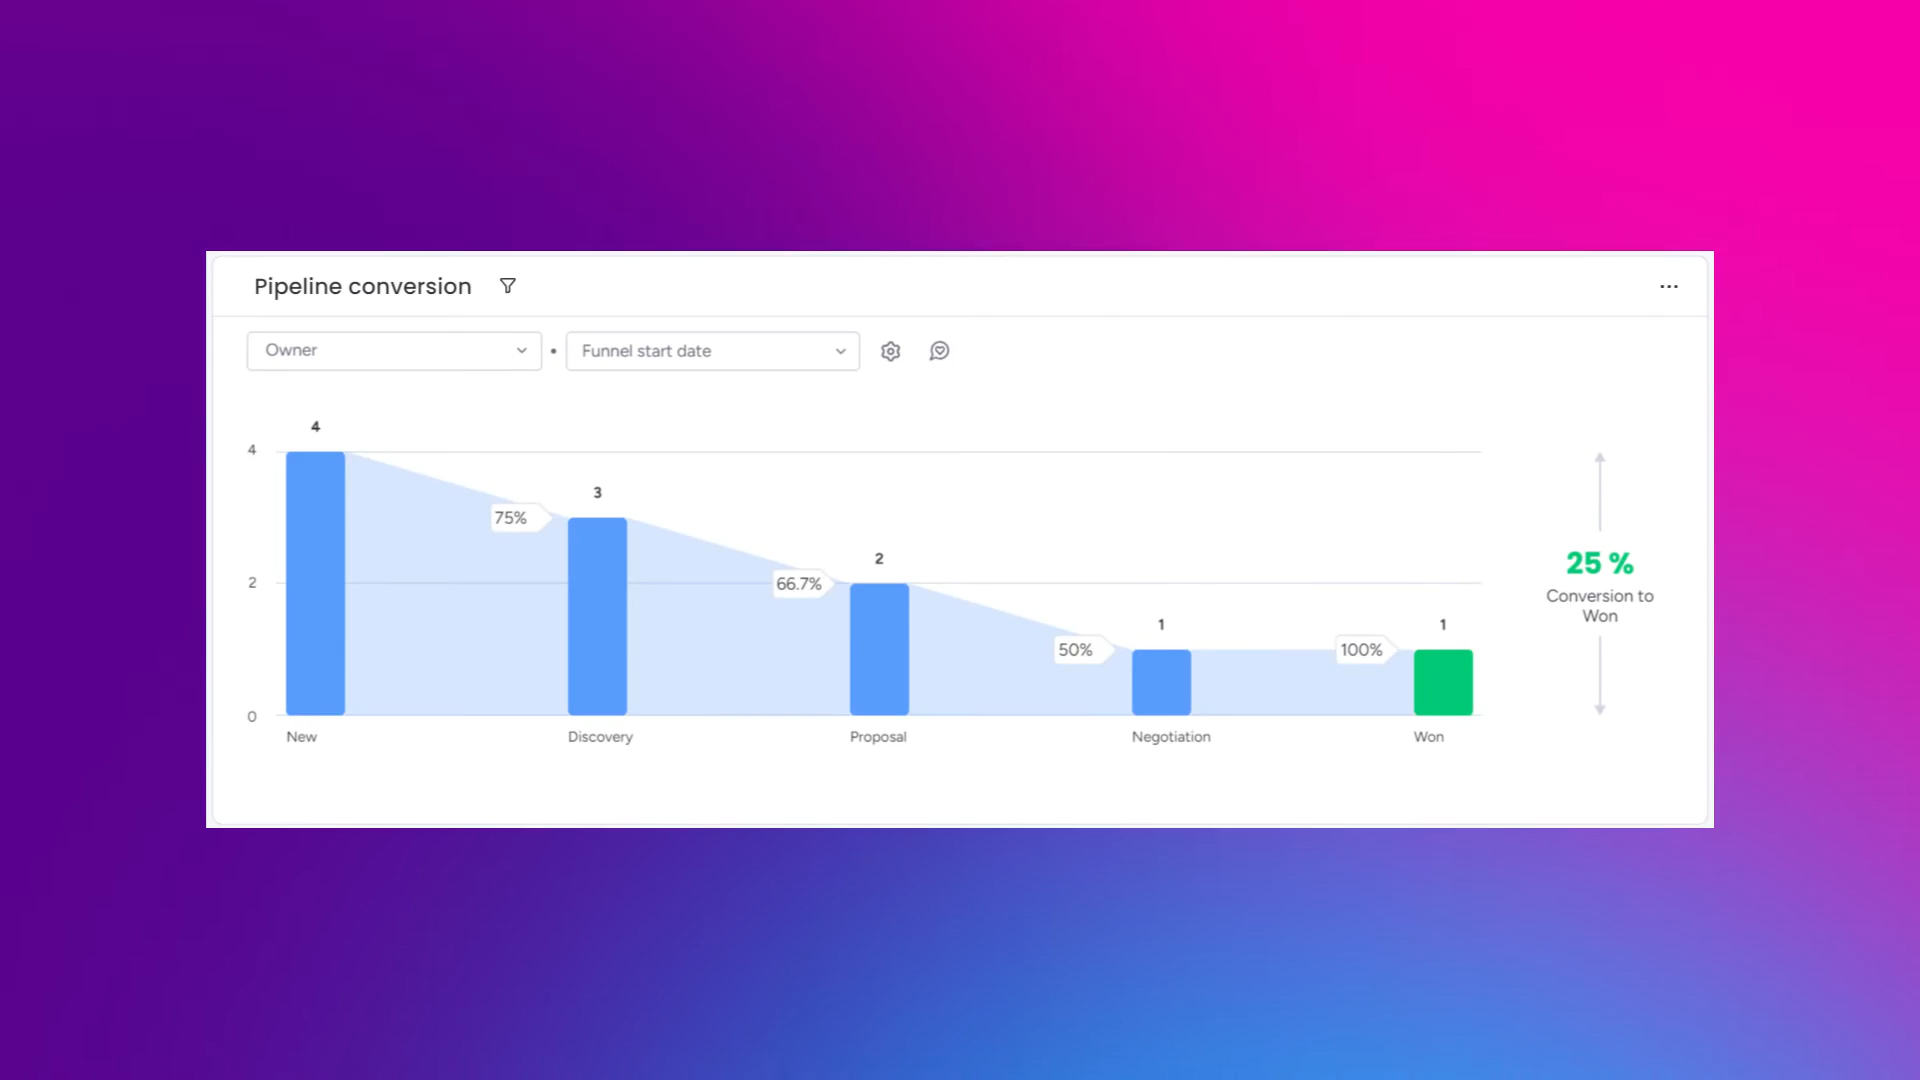 Pipeline conversion
Owner
Funnel start date
4
4
3
75%
2
2
66.7%
1
1
50%
100%
0
New
Discovery
Proposal
Negotiation
Won
25 %
Conversion to
Won